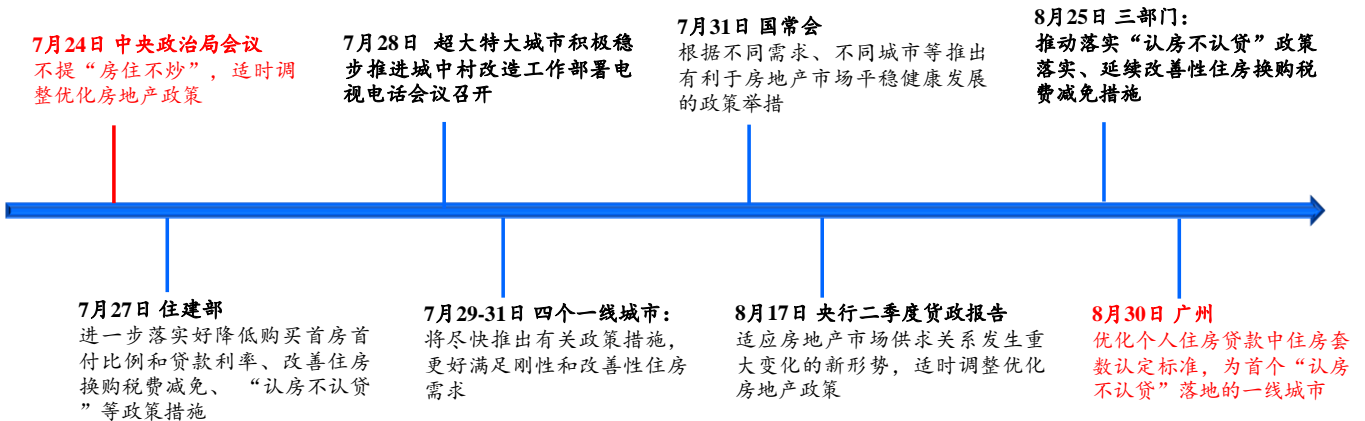 7月24日 中央政治局会议
不提“房住不炒”，适时调
整优化房地产政策
7月28日 超大特大城市积极稳
步推进城中村改造工作部署电
视电话会议召开
7月31日 国常会
根据不同需求、不同城市等推出
有利于房地产市场平稳健康发展
的政策举措
8月25日 三部门：
推动落实“认房不认贷”政策
落实、延续改善性住房换购税
费减免措施
7月27日 住建部
进一步落实好降低购买首房首
付比例和贷款利率、改善住房
换购税费减免、 “认房不认贷
”等政策措施
7月29-31日 四个一线城市：
将尽快推出有关政策措施，
更好满足刚性和改善性住房
需求
8月17日 央行二季度货政报告
适应房地产市场供求关系发生重
大变化的新形势，适时调整优化
房地产政策
8月30日 广州
优化个人住房贷款中住房套
数认定标准，为首个“认房
不认贷”落地的一线城市